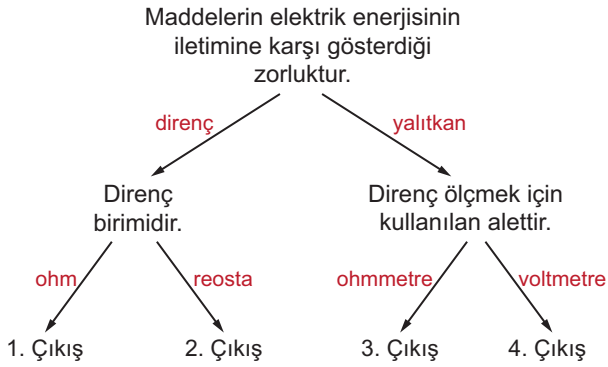 Maddelerin elektrik enerjisinin
iletimine karşı gösterdiği
zorluktur.
direnç
yalıtkan
Direnç
birimidir.
Direnç ölçmek için
kullanılan alettir.
ohm
reosta
ohmmetre
voltmetre
1. Çıkış
2. Çıkış
3. Çıkış
4. Çıkış